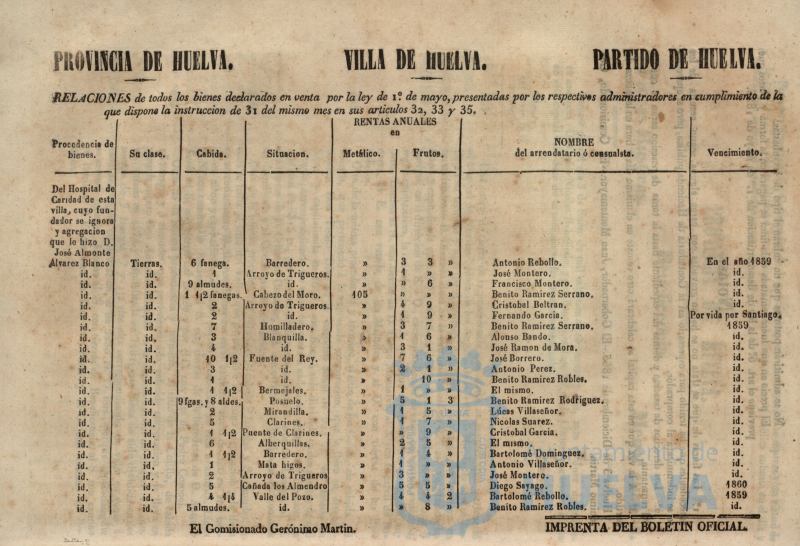 PROVINCIA DE HUELVA. VILLA DE HUELVA. PARTIDO DE HUELVA.
RELACIONES de todos los bienes declarados en venta por la ley de 1.º de mayo, presentadas por los respectivos administradores en cumplimiento de la
que dispone la instruccion de 31 del mismo mes en sus articulos 32, 33 y 35.
RENTAS ANUALES
en
Procedencia de bienes. Su clase. Cabida. Situacion. Metálico. Frutos. NOMBRE del arrendatario ó censualista. Vencimiento.
Del Hospital de
Caridad de esta
villa, cuyo fun-
dador se ignora
y agregacion
que le hizo D.
José Almonte
Alvarez Blanco Tierras. 6 fanega. Barredero. » 3 3 » Antonio Rebollo. En el año 1859
id. id. 1 Arroyo de Trigueros. » 1 » » José Montero. id.
id. id. 9 almudes. id. » » 6 » Francisco Montero. id.
id. id. 1 1|2 fanegas. Cabezo del Moro. 105 » » » Benito Ramirez Serrano. id.
id. id. 2 Arroyo de Trigueros. » 4 9 » Cristobal Beltran. id.
id. id. 2 id. » 1 9 » Fernando Garcia. Por vida por Santiago.
id. id. 7 Humilladero. » 3 7 » Benito Ramirez Serrano. 1859
id. id. 3 Blanquilla. » 1 6 » Alonso Bando. id.
id. id. 4 id. » 3 1 » José Ramon de Mora. id.
id. id. 10 1|2 Fuente del Rey. » 7 6 » José Borrero. id.
id. id. 3 id. » 2 1 » Antonio Perez. id.
id. id. 1 id. » 10 » Benito Ramirez Robles. id.
id. id. 1 1|2 Bermejales. » 1 » » El mismo. id.
id. id. 9 fgas. y 8 aldes. Posuelo. » 5 1 3 Benito Ramirez Rodriguez. id.
id. id. 2 Mirandilla. » 1 5 » Lúcas Villaseñor. id.
id. id. 5 Clarines. » 1 7 » Nicolas Suarez. id.
id. id. 1 1|2 Puente de Clarines. » » 9 » Cristobal Garcia. id.
id. id. 6 Alberquillas. » 2 5 » El mismo. id.
id. id. 1 1|2 Barredero. » 1 4 » Bartolomé Dominguez. id.
id. id. 1 Mata higos. » 1 » Antonio Villaseñor. id.
id. id. 2 Arroyo de Trigueros » 3 » » José Montero. id.
id. id. 5 Cañada los Almendro » 5 5 » Diego Sayago. 1860
id. id. 4 1|4 Valle del Pozo. » 4 4 2 Bartolomé Rebollo. 1859
id. id. 5 almudes. id. » » 8 » Benito Ramirez Robles. id.
El Comisionado Gerónimo Martin. IMPRENTA DEL BOLETIN OFICIAL.
Ayuntamiento de
HUELVA